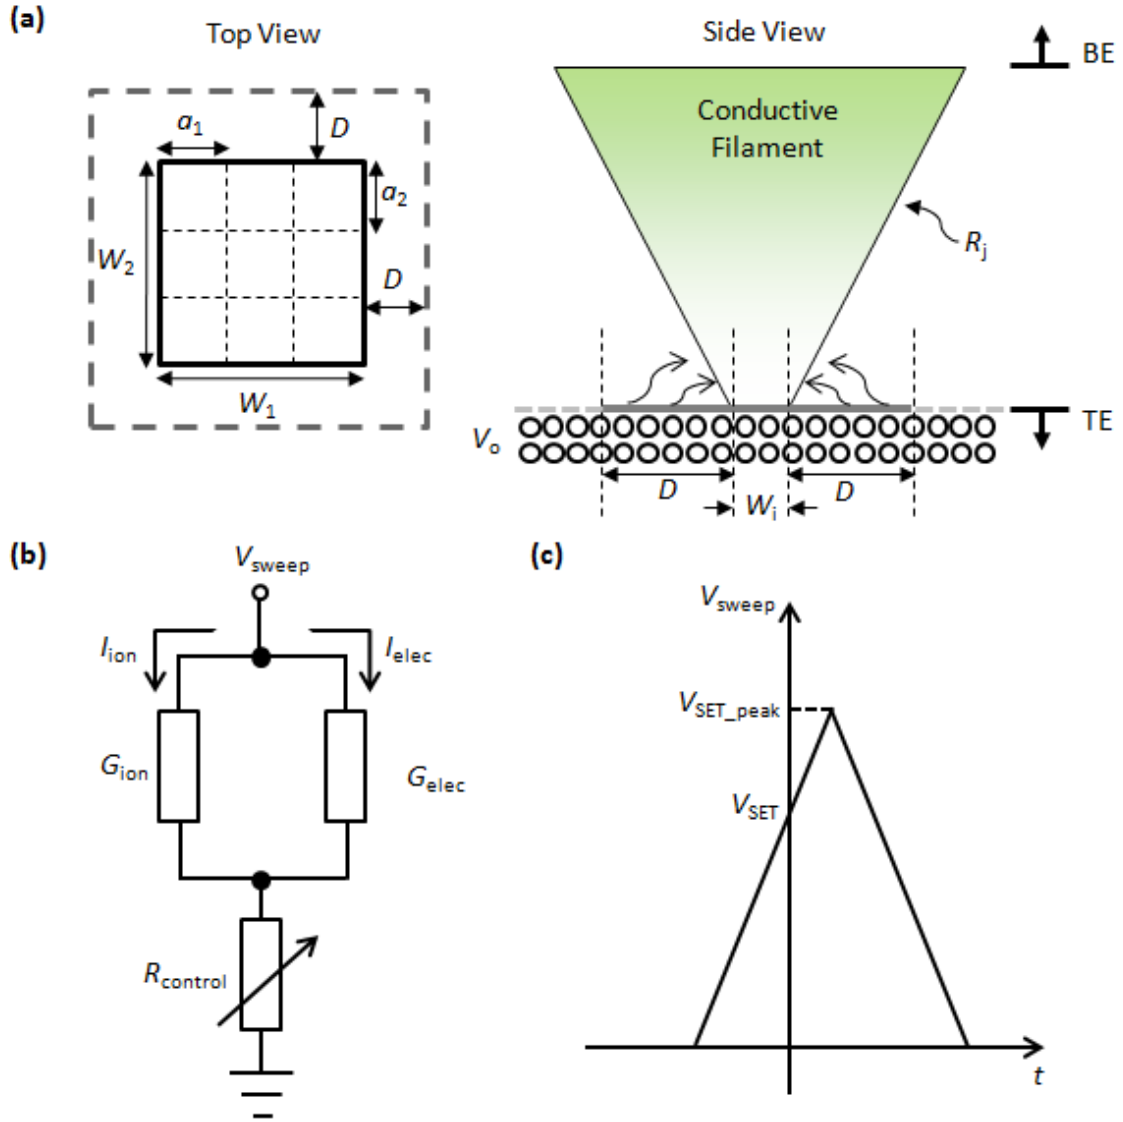 (a)
Top View
Side View
BE
a1
D
Conductive
Filament
a2
W2
Rj
D
W1
TE
Vo
D
Wi
D
(b)
(c)
Vsweep
Vsweep
Iion
Ielec
VSET_peak
Gion
Gelec
VSET
Rcontrol
t